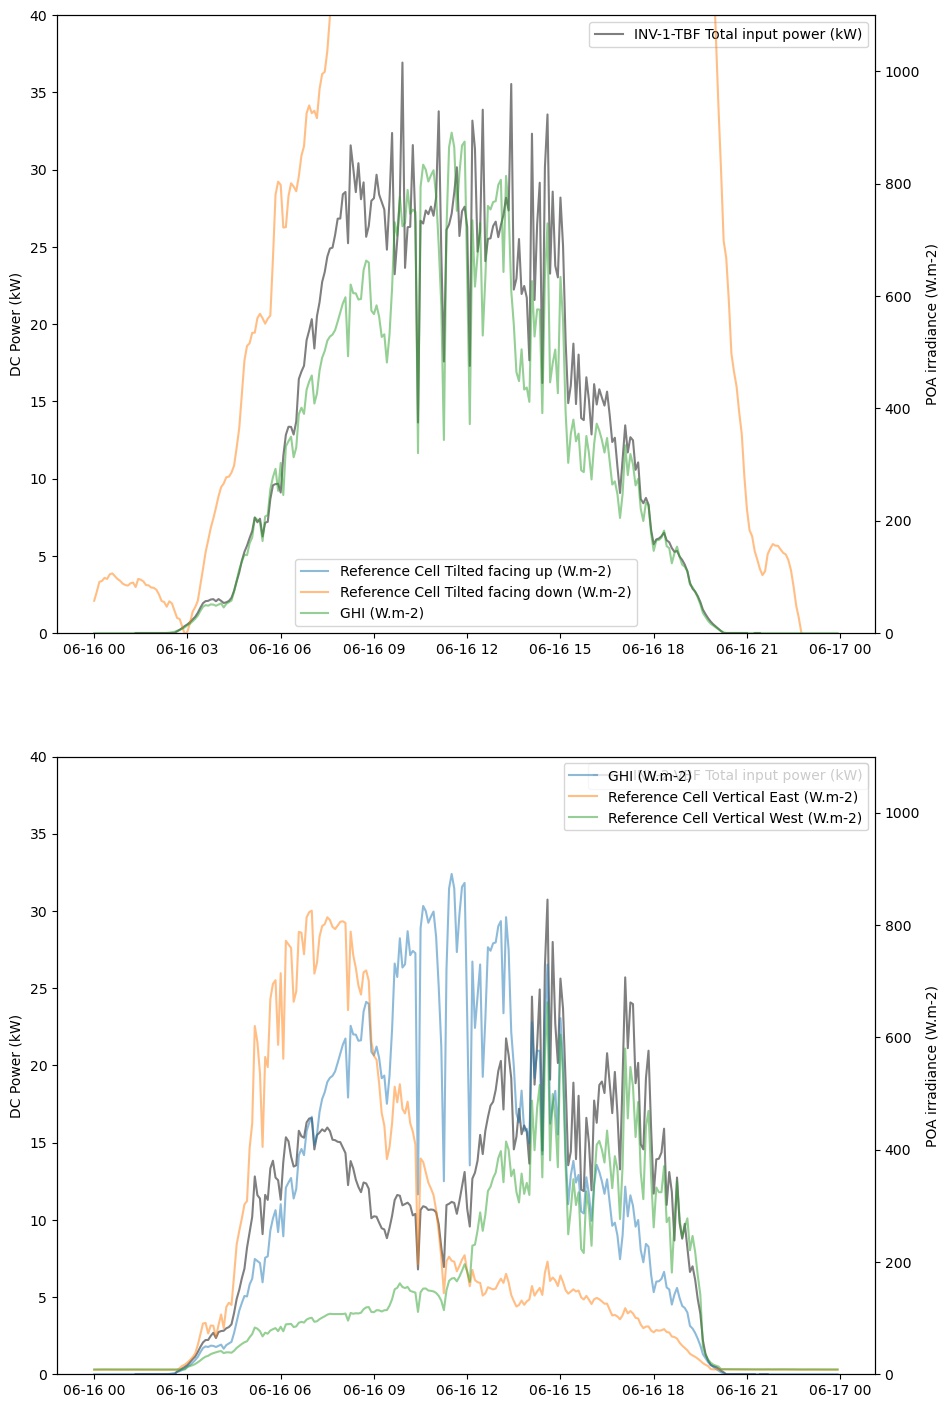 INV-1-TBF Total input power (kW)
40
35
30
25
20
15
10
5
0
DC Power (kW)
1000
800
600
400
200
0
POA irradiance (W.m-2)
Reference Cell Tilted facing up (W.m-2)
Reference Cell Tilted facing down (W.m-2)
GHI (W.m-2)
06-16 00 06-16 03 06-16 06 06-16 09 06-16 12 06-16 15 06-16 18 06-16 21 06-17 00
GHI (W.m-2)
Total input power (kW)
Reference Cell Vertical East (W.m-2)
Reference Cell Vertical West (W.m-2)
40
35
30
25
20
15
10
5
0
DC Power (kW)
1000
800
600
400
200
0
POA irradiance (W.m-2)
06-16 00 06-16 03 06-16 06 06-16 09 06-16 12 06-16 15 06-16 18 06-16 21 06-17 00